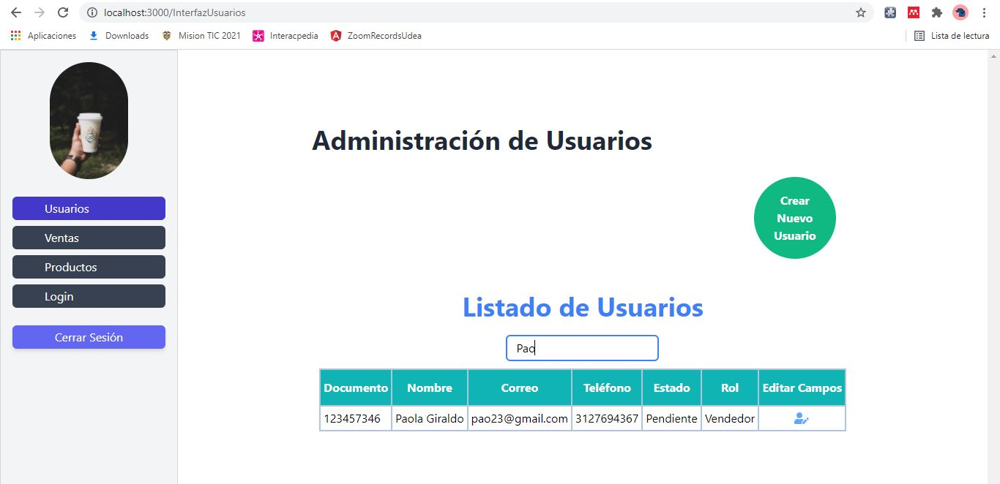 localhost:3000/InterfazUsuarios
Aplicaciones Downloads Mision TIC 2021 Interacpedia ZoomRecordsUdea Lista de lectura
Usuarios
Ventas
Productos
Login
Cerrar Sesión
Administración de Usuarios
Crear
Nuevo
Usuario
Listado de Usuarios
Pao
Documento Nombre Correo Teléfono Estado Rol Editar Campos
123457346 Paola Giraldo pao23@gmail.com 3127694367 Pendiente Vendedor